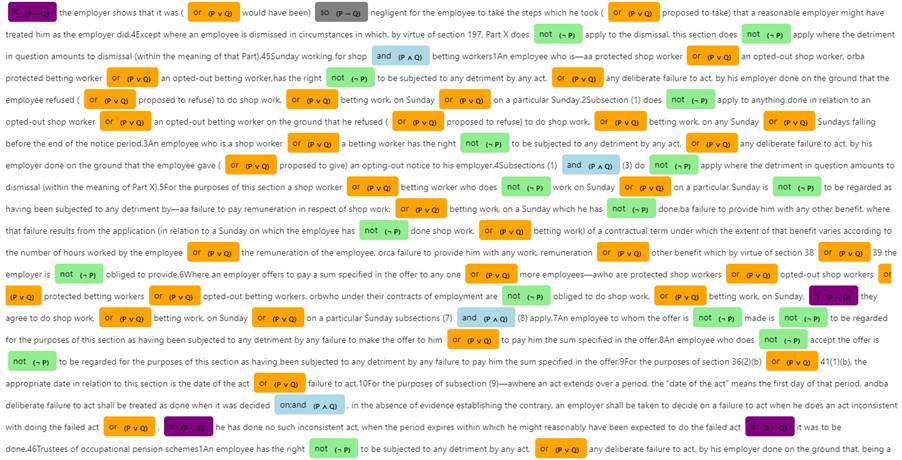 if (P → Q) the employer shows that it was ( or (P ∨ Q) would have been) so (P → Q) negligent for the employee to take the steps which he took ( or (P ∨ Q) proposed to take) that a reasonable employer might have
treated him as the employer did.4Except where an employee is dismissed in circumstances in which, by virtue of section 197, Part X does not (¬ P) apply to the dismissal, this section does not (¬ P) apply where the detriment
in question amounts to dismissal (within the meaning of that Part).45Sunday working for shop and (P ∧ Q) betting workers1An employee who is—aa protected shop worker or (P ∨ Q) an opted-out shop worker, orba
protected betting worker or (P ∨ Q) an opted-out betting worker,has the right not (¬ P) to be subjected to any detriment by any act, or (P ∨ Q) any deliberate failure to act, by his employer done on the ground that the
employee refused ( or (P ∨ Q) proposed to refuse) to do shop work, or (P ∨ Q) betting work, on Sunday or (P ∨ Q) on a particular Sunday.2Subsection (1) does not (¬ P) apply to anything done in relation to an
opted-out shop worker or (P ∨ Q) an opted-out betting worker on the ground that he refused ( or (P ∨ Q) proposed to refuse) to do shop work, or (P ∨ Q) betting work, on any Sunday or (P ∨ Q) Sundays falling
before the end of the notice period.3An employee who is a shop worker or (P ∨ Q) a betting worker has the right not (¬ P) to be subjected to any detriment by any act, or (P ∨ Q) any deliberate failure to act, by his
employer done on the ground that the employee gave ( or (P ∨ Q) proposed to give) an opting-out notice to his employer.4Subsections (1) and (P ∧ Q) (3) do not (¬ P) apply where the detriment in question amounts to
dismissal (within the meaning of Part X).5For the purposes of this section a shop worker or (P ∨ Q) betting worker who does not (¬ P) work on Sunday or (P ∨ Q) on a particular Sunday is not (¬ P) to be regarded as
having been subjected to any detriment by—aa failure to pay remuneration in respect of shop work, or (P ∨ Q) betting work, on a Sunday which he has not (¬ P) done,ba failure to provide him with any other benefit, where
that failure results from the application (in relation to a Sunday on which the employee has not (¬ P) done shop work, or (P ∨ Q) betting work) of a contractual term under which the extent of that benefit varies according to
the number of hours worked by the employee or (P ∨ Q) the remuneration of the employee, orca failure to provide him with any work, remuneration or (P ∨ Q) other benefit which by virtue of section 38 or (P ∨ Q) 39 the
employer is not (¬ P) obliged to provide.6Where an employer offers to pay a sum specified in the offer to any one or (P ∨ Q) more employees—who are protected shop workers or (P ∨ Q) opted-out shop workers or
(P ∨ Q) protected betting workers or (P ∨ Q) opted-out betting workers, orbwho under their contracts of employment are not (¬ P) obliged to do shop work, or (P ∨ Q) betting work, on Sunday, if (P → Q) they
agree to do shop work, or (P ∨ Q) betting work, on Sunday or (P ∨ Q) on a particular Sunday subsections (7) and (P ∧ Q) (8) apply.7An employee to whom the offer is not (¬ P) made is not (¬ P) to be regarded
for the purposes of this section as having been subjected to any detriment by any failure to make the offer to him or (P ∨ Q) to pay him the sum specified in the offer.8An employee who does not (¬ P) accept the offer is
not (¬ P) to be regarded for the purposes of this section as having been subjected to any detriment by any failure to pay him the sum specified in the offer.9For the purposes of section 36(2)(b) or (P ∨ Q) 41(1)(b), the
appropriate date in relation to this section is the date of the act or (P ∨ Q) failure to act.10For the purposes of subsection (9)—where an act extends over a period, the "date of the act" means the first day of that period, andba
deliberate failure to act shall be treated as done when it was decided on;and (P ∧ Q) , in the absence of evidence establishing the contrary, an employer shall be taken to decide on a failure to act when he does an act inconsistent
with doing the failed act or (P ∨ Q) , if (P → Q) he has done no such inconsistent act, when the period expires within which he might reasonably have been expected to do the failed act if (P → Q) it was to be
done.46Trustees of occupational pension schemes1An employee has the right not (¬ P) to be subjected to any detriment by any act, or (P ∨ Q) any deliberate failure to act, by his employer done on the ground that, being a